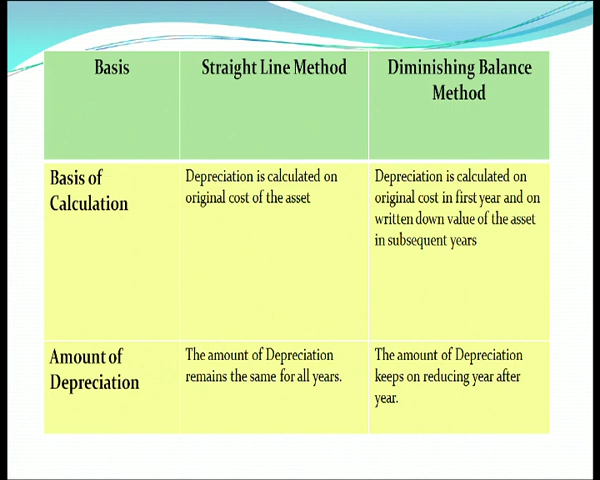 Basis
Straight Line Method
Diminishing Balance
Method
Basis of
Calculation
Depreciation is calculated on
original cost of the asset
Depreciation is calculated on
original cost in first year and on
written down value of the asset
in subsequent years
Amount of
Depreciation
The amount of Depreciation
remains the same for all years.
The amount of Depreciation
keeps on reducing year after
year.